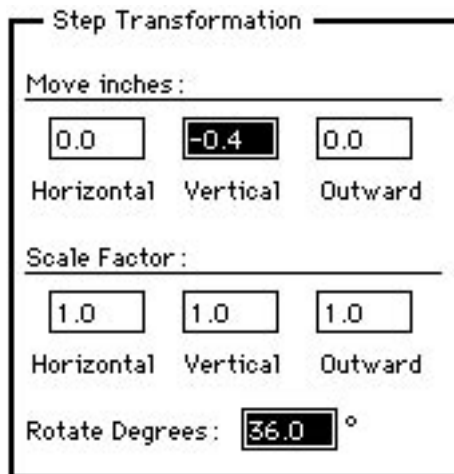 Step Transformation
Move inches:
0.0 -0.4 0.0
Horizontal Vertical Outward
Scale Factor:
1.0 1.0 1.0
Horizontal Vertical Outward
Rotate Degrees: 36.0 °